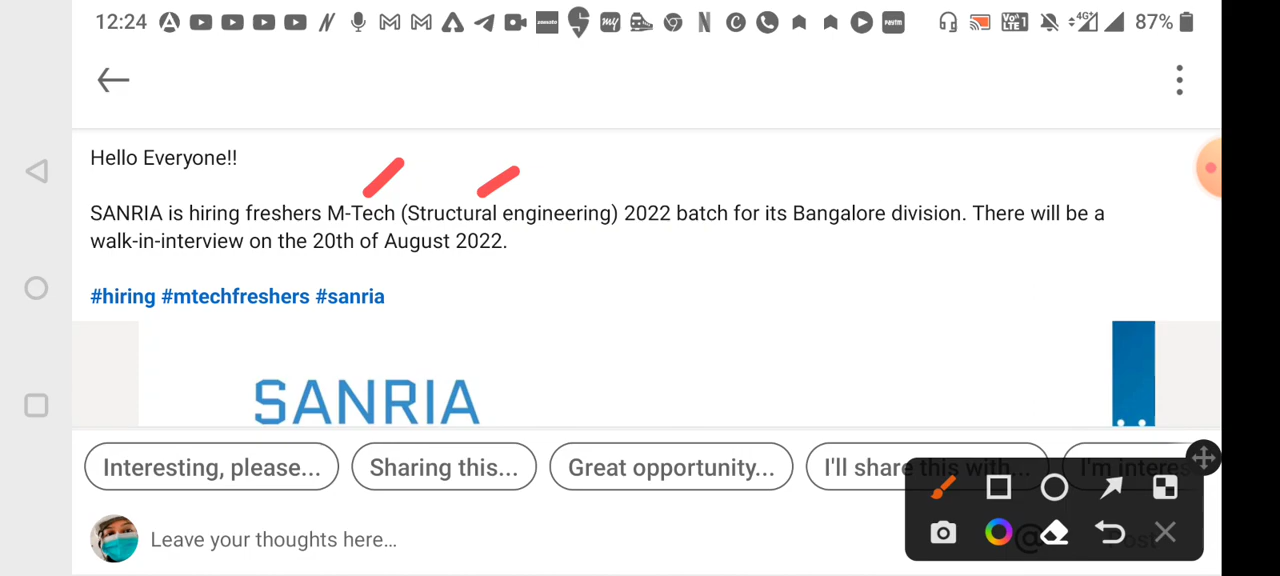 12:24
87%
Hello Everyone!!
SANRIA is hiring freshers M-Tech (Structural engineering) 2022 batch for its Bangalore division. There will be a
walk-in-interview on the 20th of August 2022.
#hiring #mtechfreshers #sanria
SANRIA
Interesting, please... Sharing this... Great opportunity... I'll share this with... I'm interes
Leave your thoughts here... @ Post